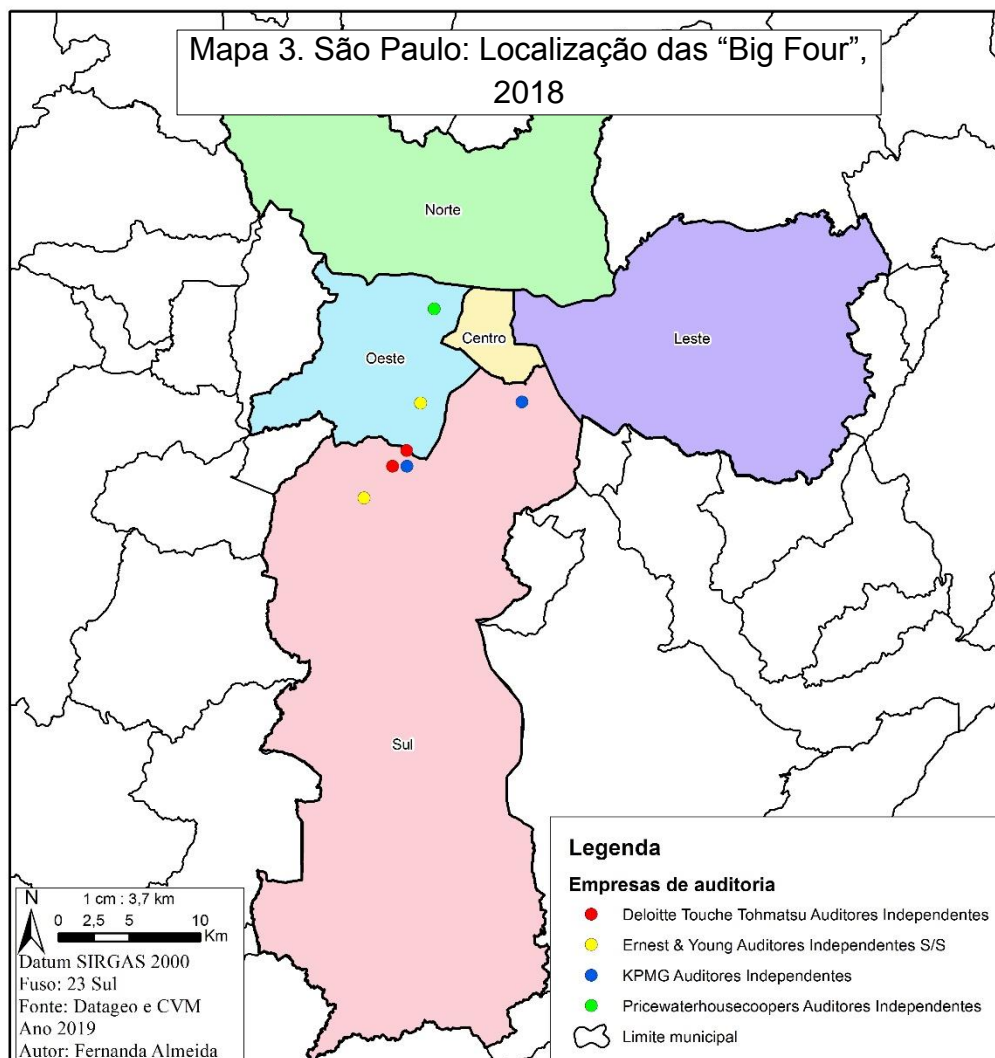 Mapa 3. São Paulo: Localização das “Big Four”,
2018
Norte
Centro
Leste
Oeste
Sul
N
1 cm : 3,7 km
0 2,5 5 10
Km
Datum SIRGAS 2000
Fuso: 23 Sul
Fonte: Datageo e CVM
Ano 2019
Autor: Fernanda Almeida
Legenda
Empresas de auditoria
Deloitte Touche Tohmatsu Auditores Independentes
Ernest & Young Auditores Independentes S/S
KPMG Auditores Independentes
Pricewaterhousecoopers Auditores Independentes
Limite municipal